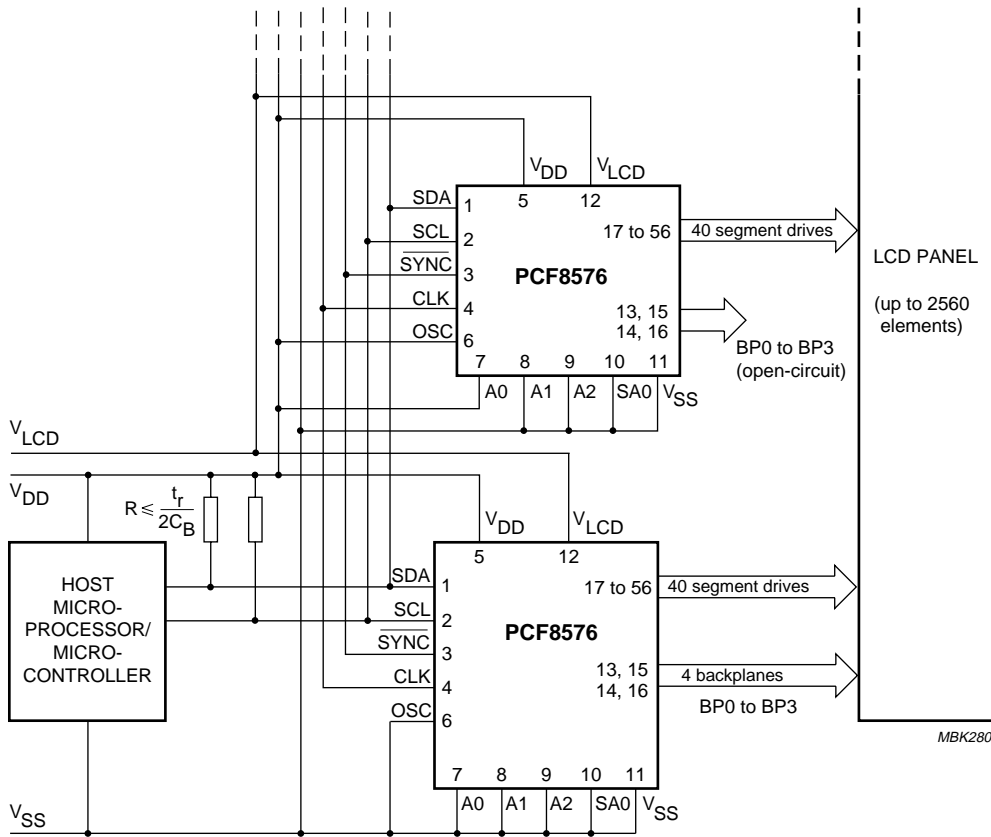 V DD
V LCD
SDA
1
5
12
17 to 56
40 segment drives
SCL
2
SYNC
3
PCF8576
LCD PANEL
(up to 2560
elements)
CLK
4
13, 15
14, 16
OSC
6
BP0 to BP3
(open-circuit)
7
8
9
10
11
A0
A1
A2
SA0
V SS
V LCD
V DD
R ≤ t r / 2C B
V DD
V LCD
5
12
HOST
MICRO-
PROCESSOR/
MICRO-
CONTROLLER
SDA
1
17 to 56
40 segment drives
SCL
2
SYNC
3
PCF8576
CLK
4
13, 15
14, 16
4 backplanes
BP0 to BP3
OSC
6
MBK280
7
8
9
10
11
A0
A1
A2
SA0
V SS
V SS